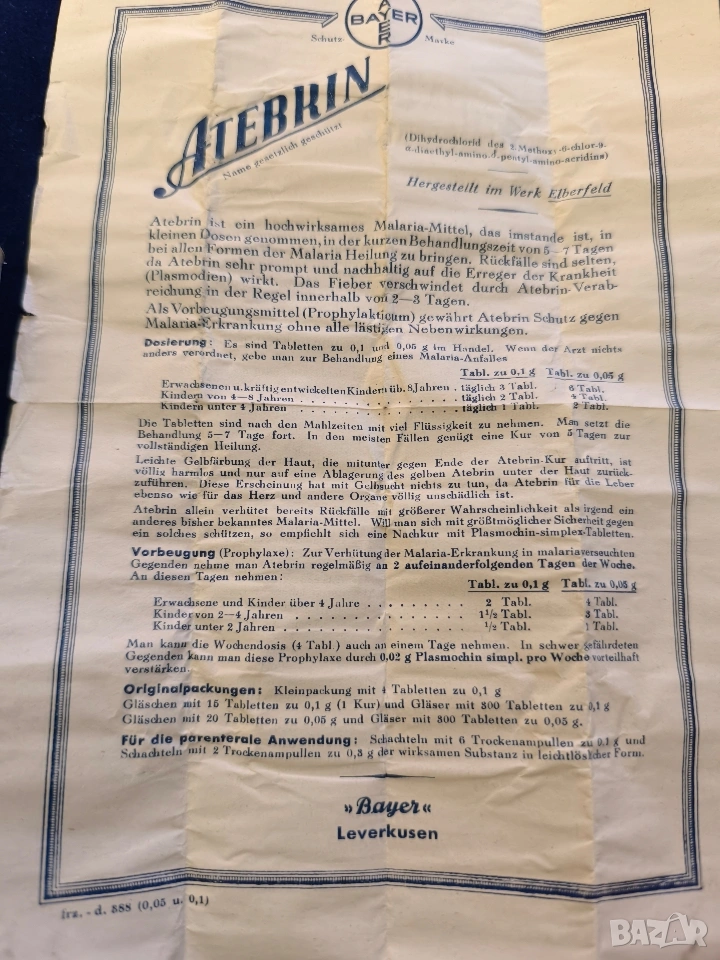 BAYER
BAYER
Schutz- Marke
ATEBRIN
Name gesetzlich geschützt
(Dihydrochlorid des 2-Methoxy-6-chlor-9-
α-diaethyl-amino-δ-pentyl-amino-acridins)
Hergestellt im Werk Elberfeld
Atebrin ist ein hochwirksames Malaria-Mittel, das imstande ist, in
kleinen Dosen genommen, in der kurzen Behandlungszeit von 5–7 Tagen
bei allen Formen der Malaria Heilung zu bringen. Rückfälle sind selten,
da Atebrin sehr prompt und nachhaltig auf die Erreger der Krankheit
(Plasmodien) wirkt. Das Fieber verschwindet durch Atebrin-Verab-
reichung in der Regel innerhalb von 2–3 Tagen.
Als Vorbeugungsmittel (Prophylakticum) gewährt Atebrin Schutz gegen
Malaria-Erkrankung ohne alle lästigen Nebenwirkungen.
Dosierung: Es sind Tabletten zu 0,1 und 0,05 g im Handel. Wenn der Arzt nichts
anders verordnet, gebe man zur Behandlung eines Malaria-Anfalles
Tabl. zu 0,1 g Tabl. zu 0,05 g
Erwachsenen u. kräftig entwickelten Kindern üb. 8 Jahren . täglich 3 Tabl. 6 Tabl.
Kindern von 4–8 Jahren . . . . . . . . . . . . täglich 2 Tabl. 4 Tabl.
Kindern unter 4 Jahren . . . . . . . . . . . . täglich 1 Tabl. 2 Tabl.
Die Tabletten sind nach den Mahlzeiten mit viel Flüssigkeit zu nehmen. Man setzt die
Behandlung 5–7 Tage fort. In den meisten Fällen genügt eine Kur von 5 Tagen zur
vollständigen Heilung.
Leichte Gelbfärbung der Haut, die mitunter gegen Ende der Atebrin-Kur auftritt, ist
völlig harmlos und nur auf eine Ablagerung des gelben Atebrin unter der Haut zurück-
zuführen. Diese Erscheinung hat mit Gelbsucht nichts zu tun, da Atebrin für die Leber
ebenso wie für das Herz und andere Organe völlig unschädlich ist.
Atebrin allein verhütet bereits Rückfälle mit größerer Wahrscheinlichkeit als irgend ein
anderes bisher bekanntes Malaria-Mittel. Will man sich mit größtmöglicher Sicherheit gegen
ein solches schützen, so empfiehlt sich eine Nachkur mit Plasmochin-simplex-Tabletten.
Vorbeugung (Prophylaxe): Zur Verhütung der Malaria-Erkrankung in malariaverseuchten
Gegenden nehme man Atebrin regelmäßig an 2 aufeinanderfolgenden Tagen der Woche.
An diesen Tagen nehmen:
Tabl. zu 0,1 g Tabl. zu 0,05 g
Erwachsene und Kinder über 4 Jahre . . . . . . . . . 2 Tabl. 4 Tabl.
Kinder von 2–4 Jahren . . . . . . . . . . . . . 1 1/2 Tabl. 3 Tabl.
Kinder unter 2 Jahren . . . . . . . . . . . . . 1/2 Tabl. 1 Tabl.
Man kann die Wochendosis (4 Tabl.) auch an einem Tage nehmen. In schwer gefährdeten
Gegenden kann man diese Prophylaxe durch 0,02 g Plasmochin simpl. pro Woche vorteilhaft
verstärken.
Originalpackungen: Kleinpackung mit 4 Tabletten zu 0,1 g
Gläschen mit 15 Tabletten zu 0,1 g (1 Kur) und Gläser mit 300 Tabletten zu 0,1 g
Gläschen mit 20 Tabletten zu 0,05 g und Gläser mit 300 Tabletten zu 0,05 g.
Für die parenterale Anwendung: Schachteln mit 6 Trockenampullen zu 0,1 g und
Schachteln mit 2 Trockenampullen zu 0,3 g der wirksamen Substanz in leichtlöslicher Form.
»Bayer«
Leverkusen
frz. - d. 888 (0,05 u. 0,1)
BAZAR